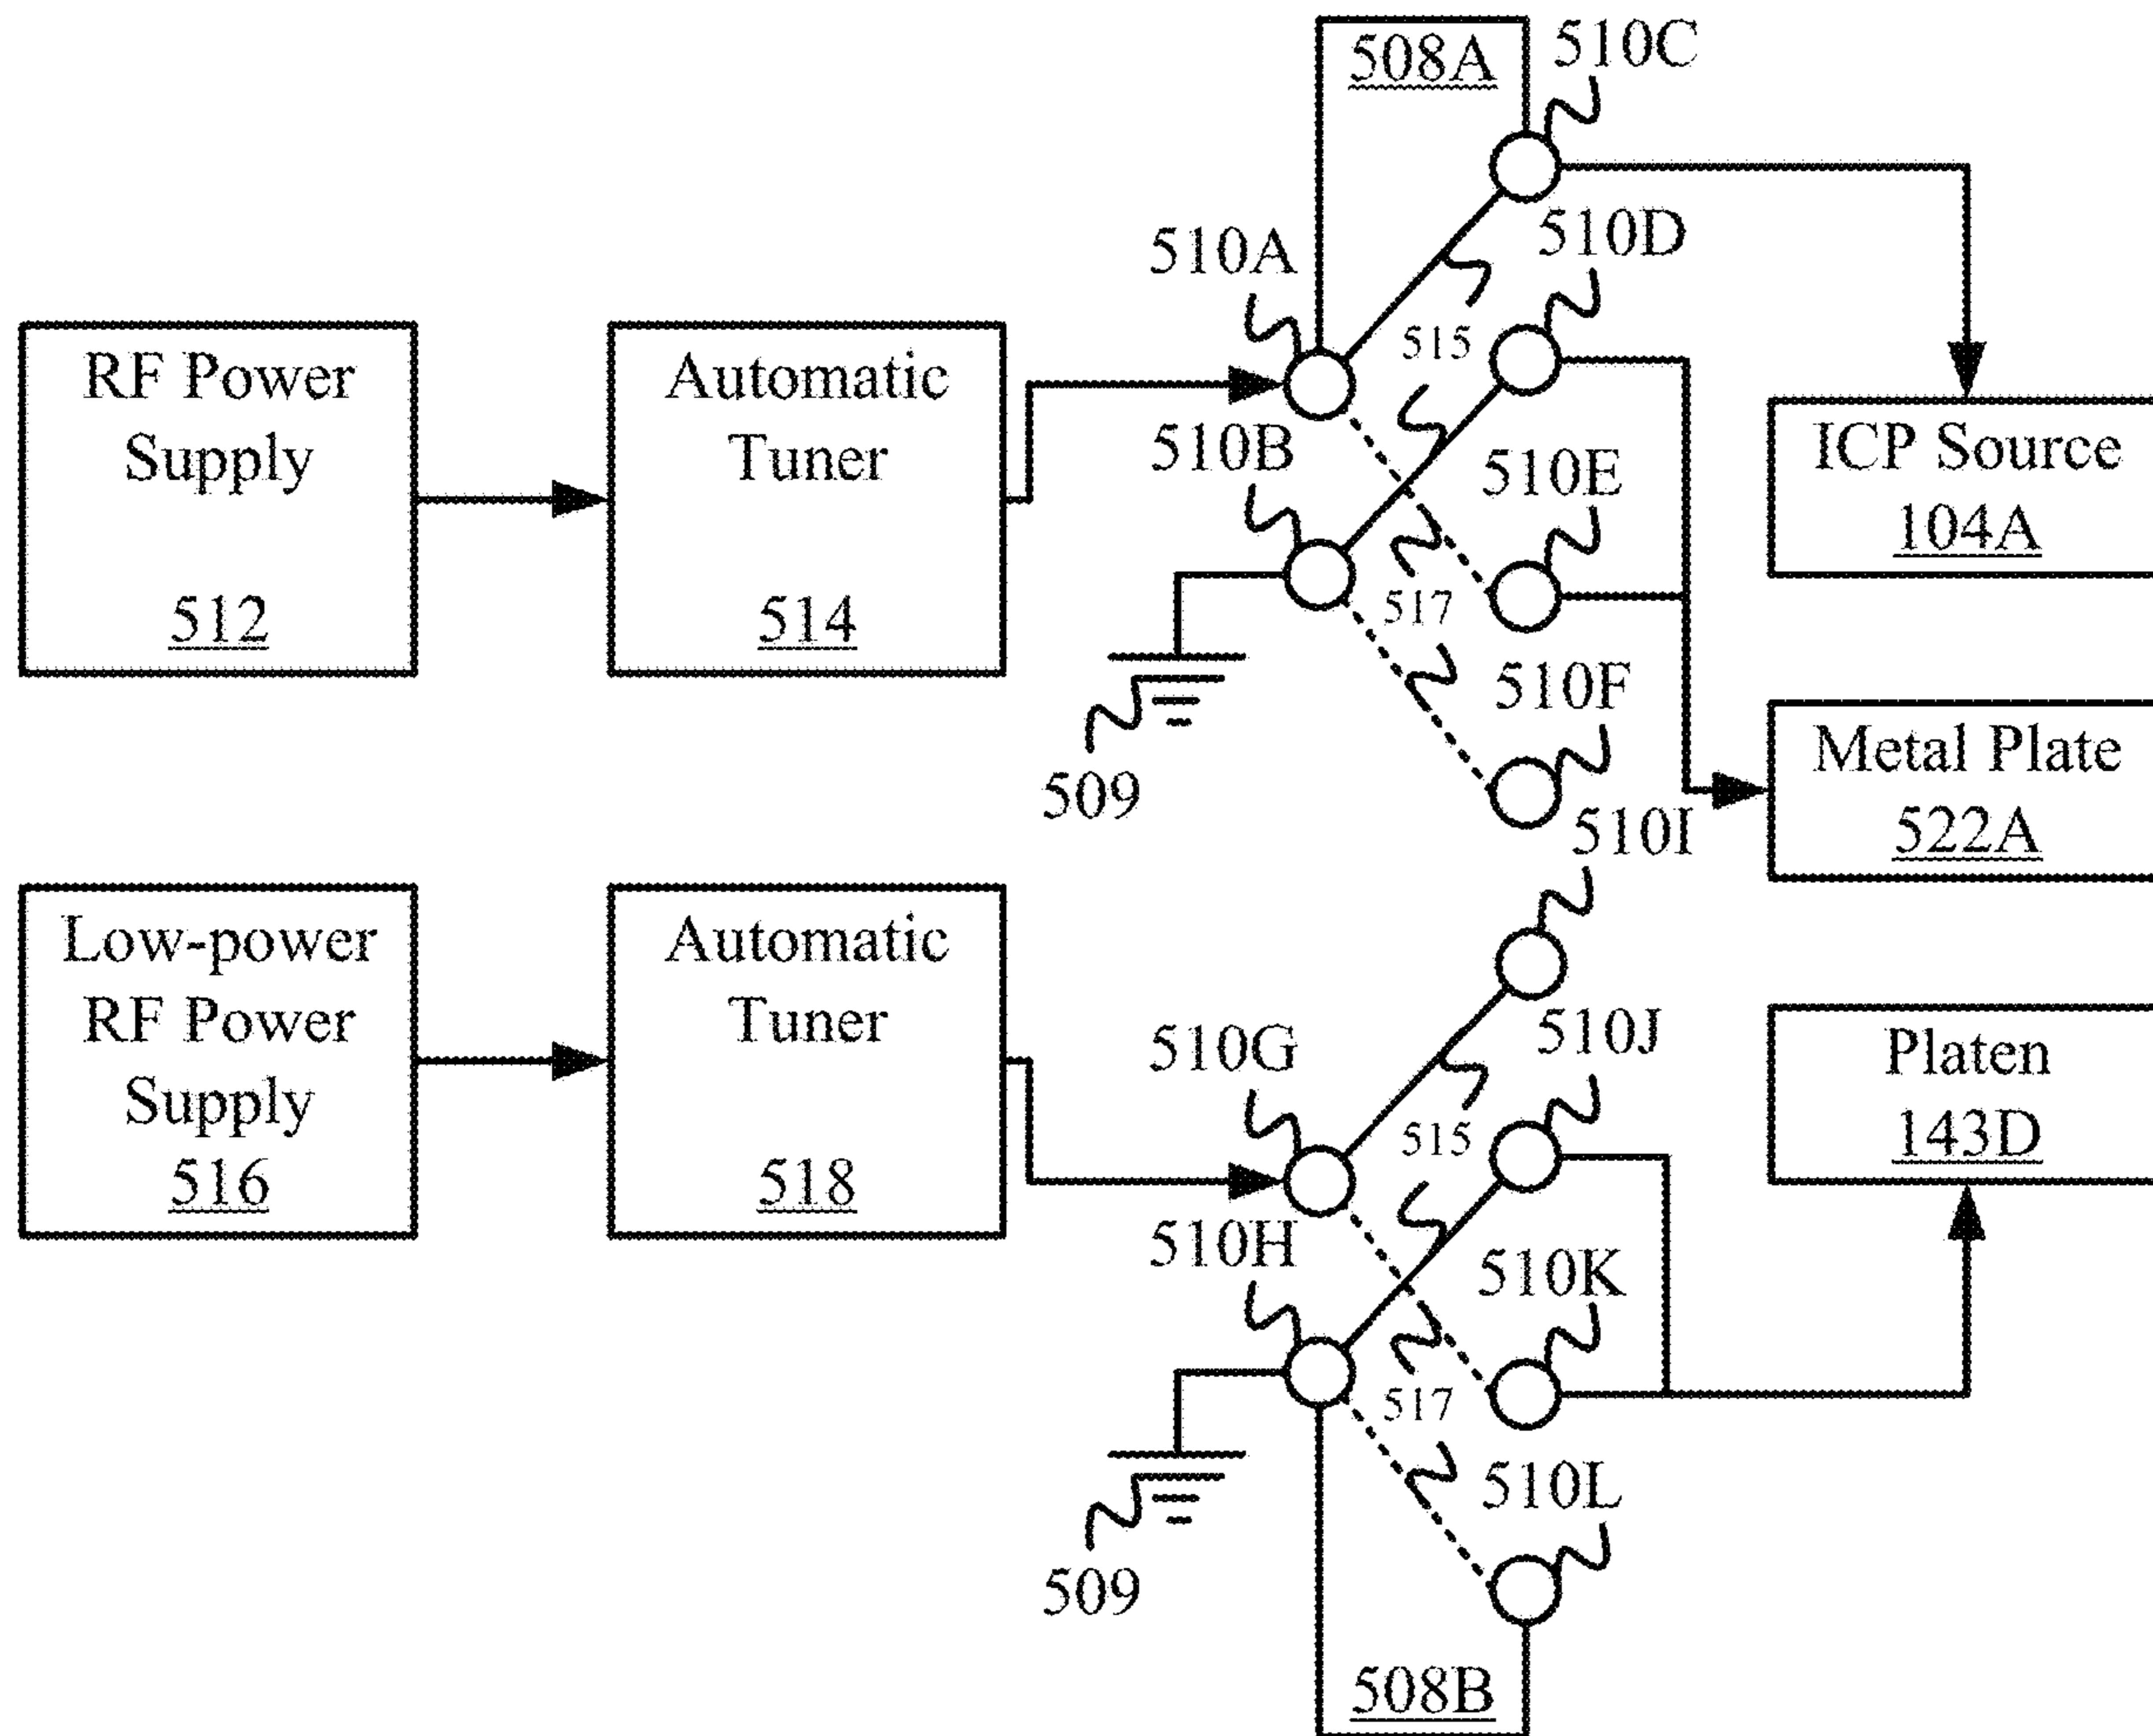 508A
510C
510D
510A
515
RF Power
Supply
512
Automatic
Tuner
514
510B
510E
ICP Source
104A
517
510F
509
Metal Plate
522A
510I
Low-power
RF Power
Supply
516
Automatic
Tuner
518
510G
510J
515
Platen
143D
510H
510K
517
510L
509
508B